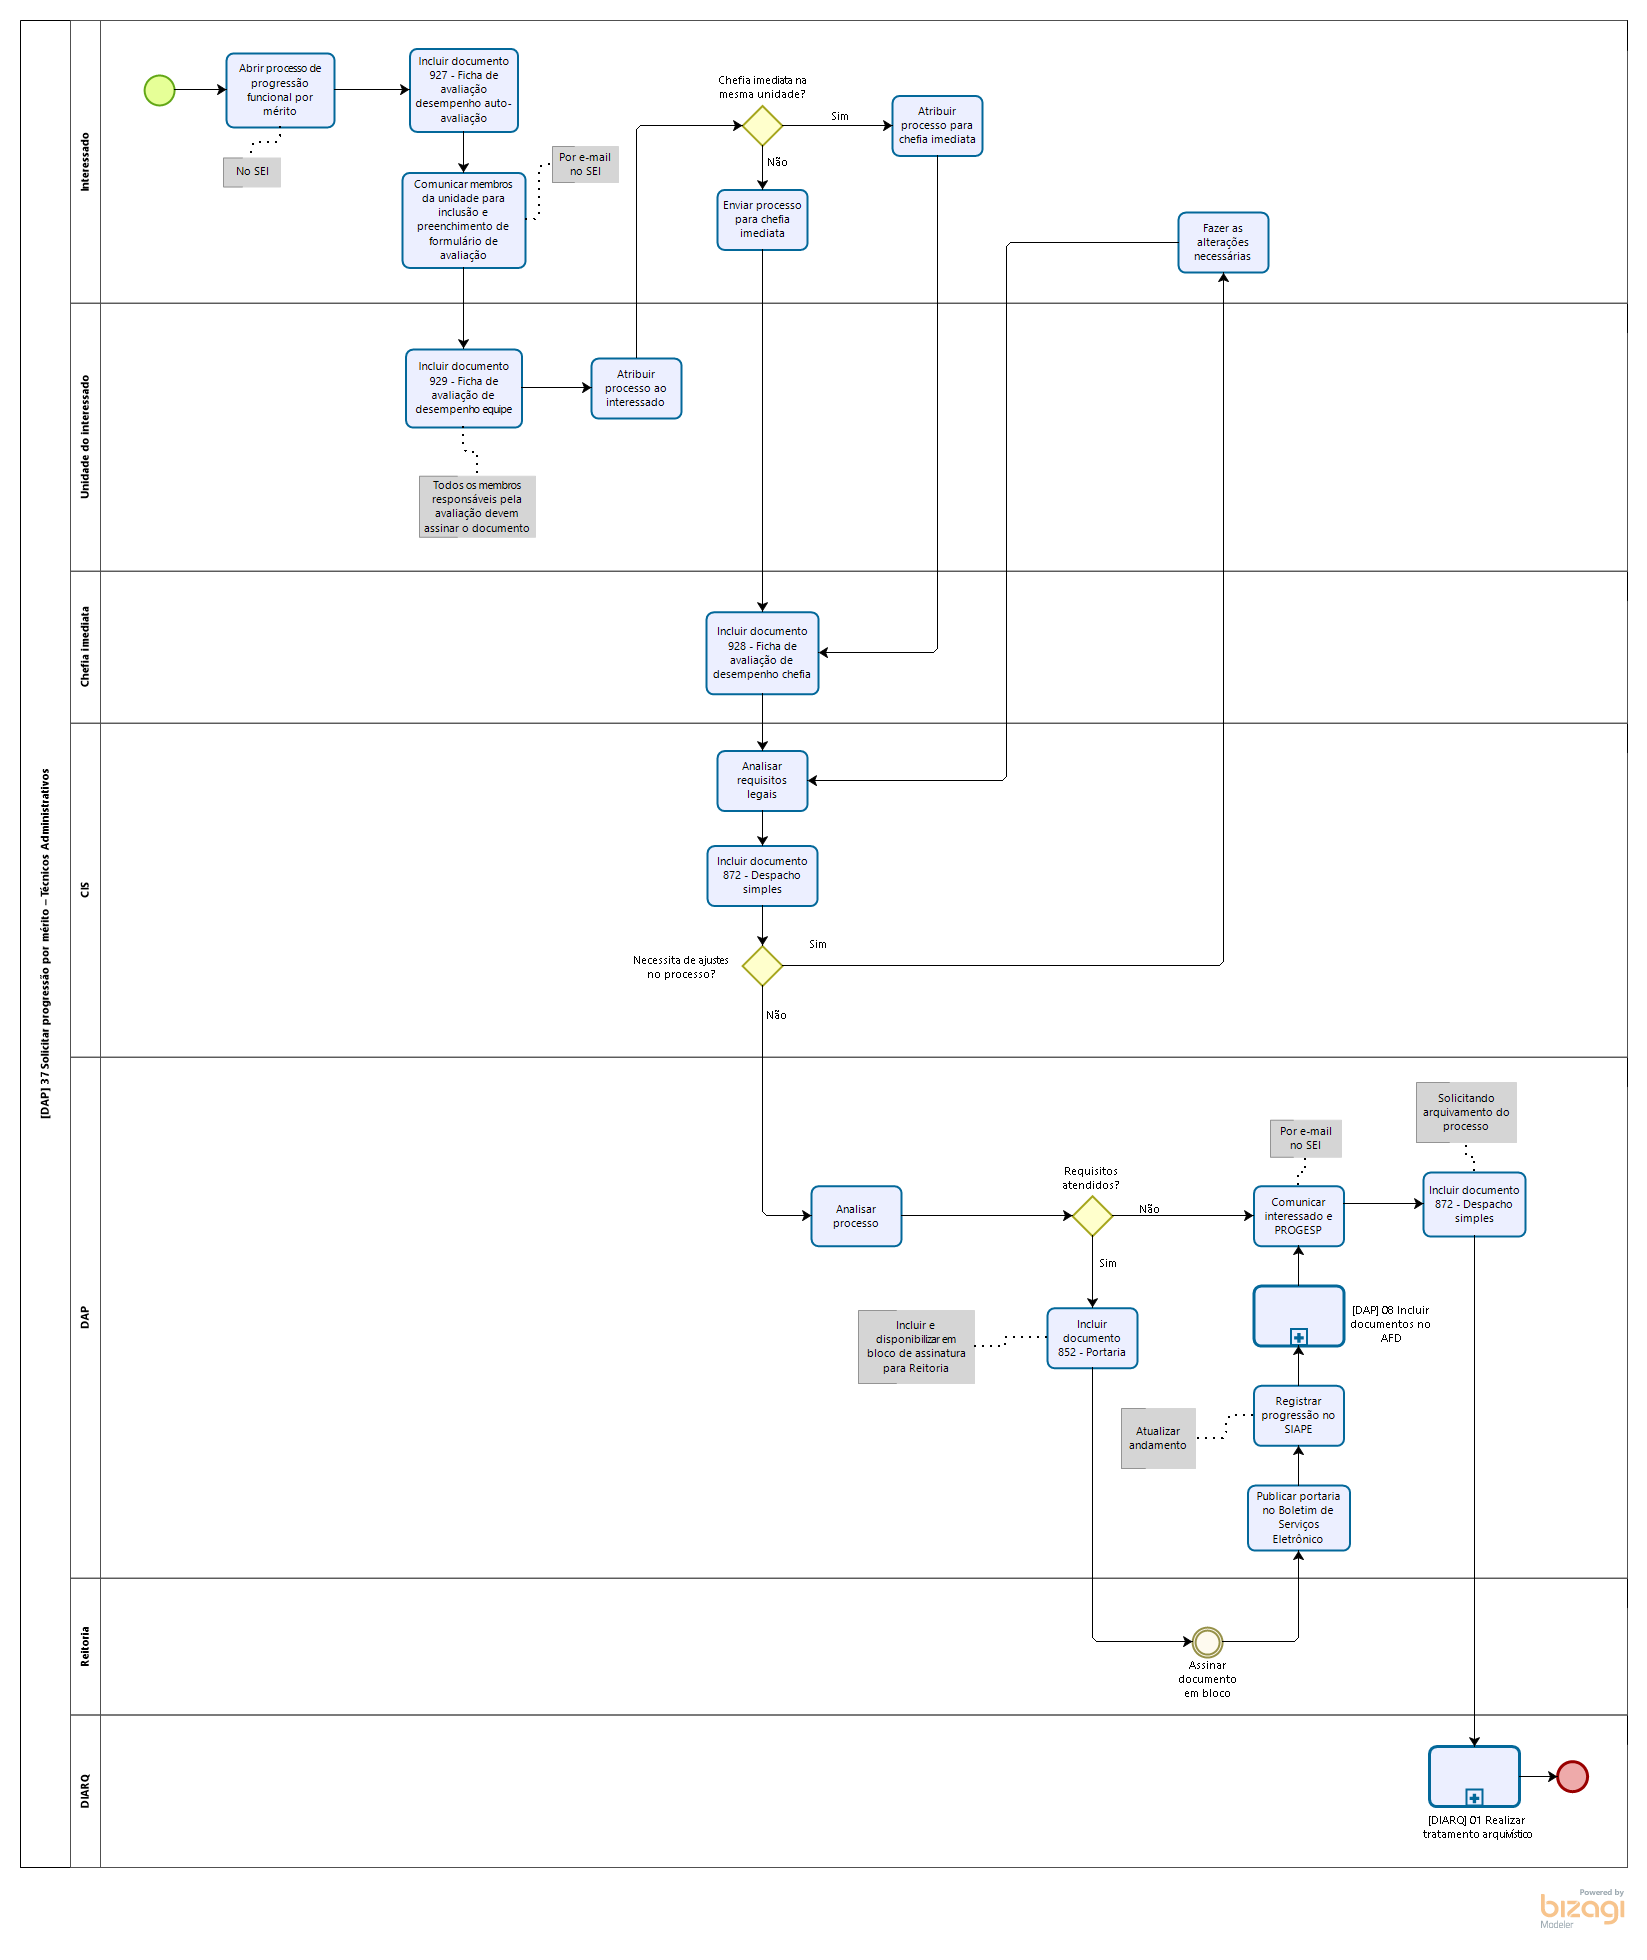 [DAP] 37 Solicitar progressão por mérito – Técnicos Administrativos
Interessado
Abrir processo de
progressão
funcional por
mérito
No SEI
Incluir documento
927 - Ficha de
avaliação
desempenho auto-
avaliação
Comunicar membros
da unidade para
inclusão e
preenchimento de
formulário de
avaliação
Por e-mail
no SEI
Chefia imediata na
mesma unidade?
Sim
Não
Atribuir
processo para
chefia imediata
Enviar processo
para chefia
imediata
Fazer as
alterações
necessárias
Unidade do interessado
Incluir documento
929 - Ficha de
avaliação de
desempenho equipe
Atribuir
processo ao
interessado
Todos os membros
responsáveis pela
avaliação devem
assinar o documento
Chefia imediata
Incluir documento
928 - Ficha de
avaliação de
desempenho chefia
CIS
Analisar
requisitos
legais
Incluir documento
872 - Despacho
simples
Necessita de ajustes
no processo?
Sim
Não
DAP
Analisar
processo
Requisitos
atendidos?
Não
Sim
Incluir
documento
852 - Portaria
Incluir e
disponibilizar em
bloco de assinatura
para Reitoria
Por e-mail
no SEI
Comunicar
interessado e
PROGESP
Solicitando
arquivamento do
processo
Incluir documento
872 - Despacho
simples
[DAP] 08 Incluir
documentos no
AFD
Registrar
progressão no
SIAPE
Atualizar
andamento
Publicar portaria
no Boletim de
Serviços
Eletrônico
Reitoria
Assinar
documento
em bloco
DIARQ
[DIARQ] 01 Realizar
tratamento arquivístico
Powered by
bizagi
Modeler